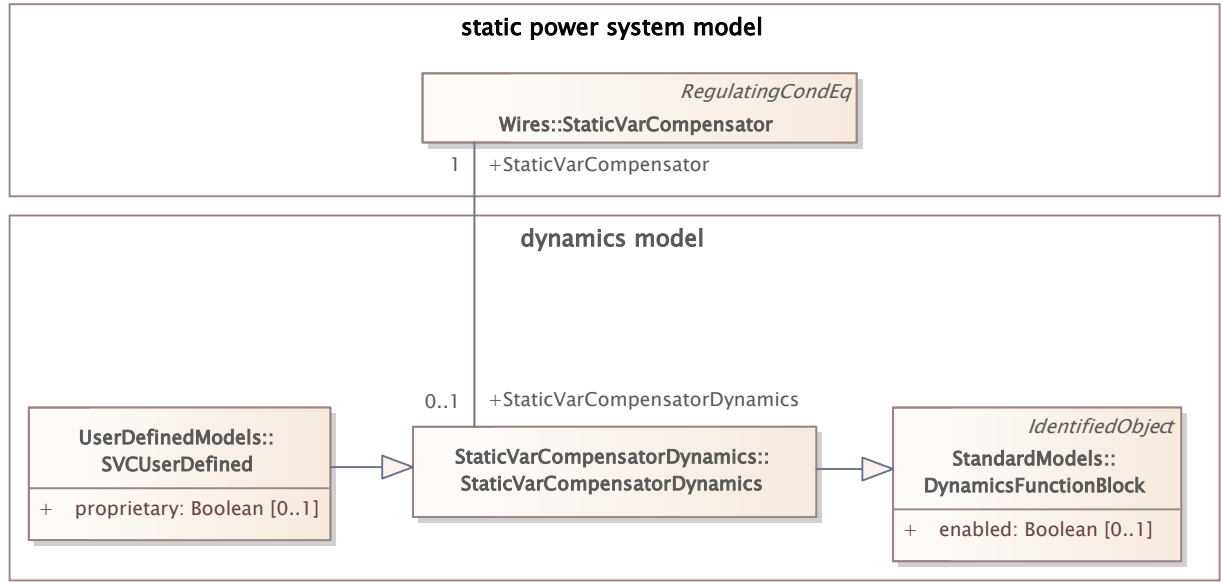 static power system model
RegulatingCondEq
Wires::StaticVarCompensator
1 +StaticVarCompensator
dynamics model
0..1 +StaticVarCompensatorDynamics
UserDefinedModels::
SVCUserDefined
+ proprietary: Boolean [0..1]
StaticVarCompensatorDynamics::
StaticVarCompensatorDynamics
IdentifiedObject
StandardModels::
DynamicsFunctionBlock
+ enabled: Boolean [0..1]